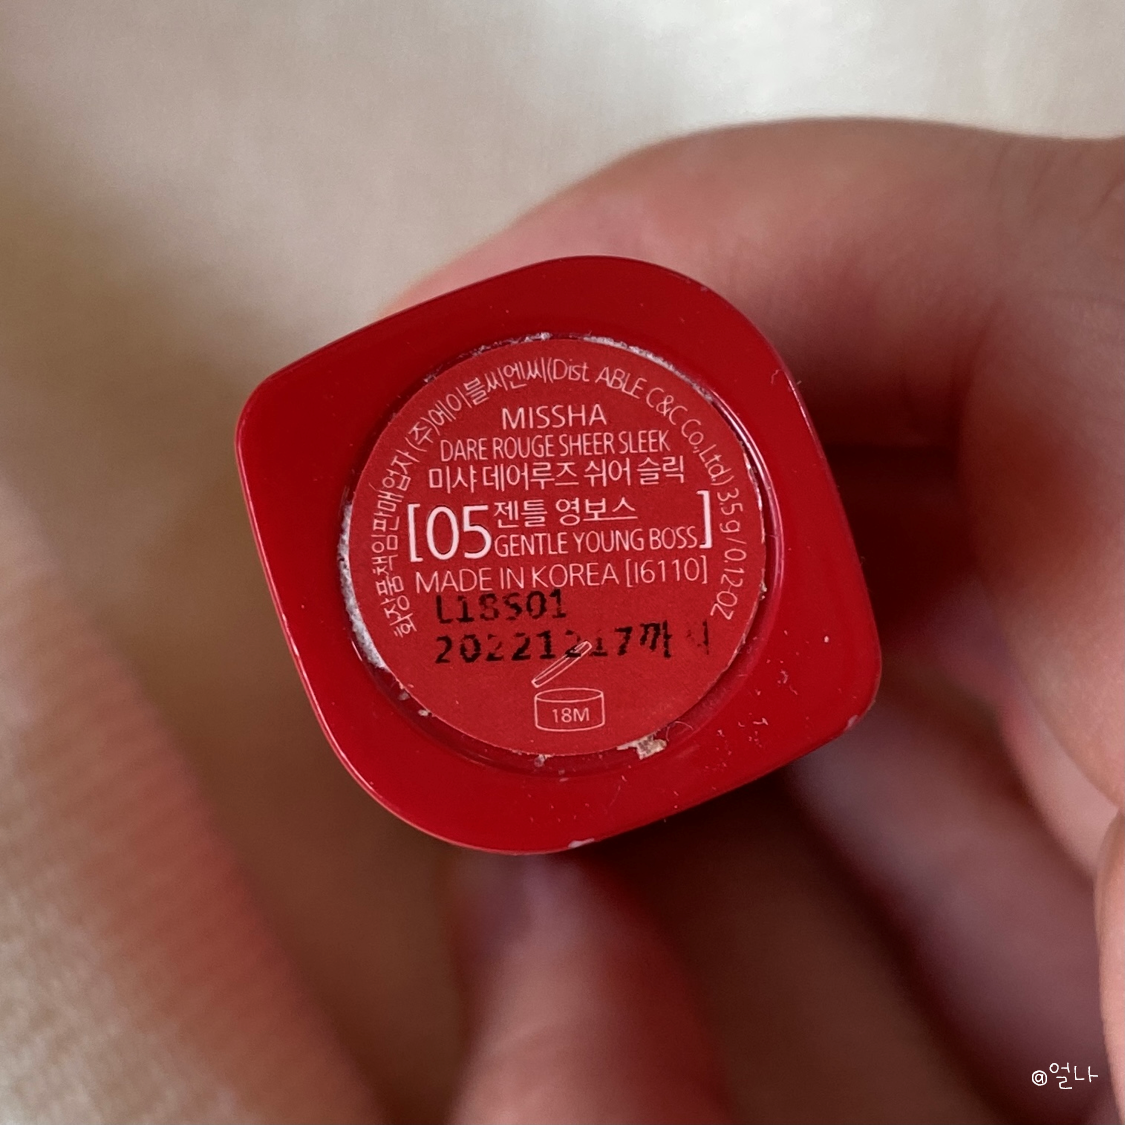 화장품책임판매업자 (주)에이블씨엔씨(Dist. ABLE C&C Co.,Ltd.) 3.5 g / 0.12 OZ
MISSHA
DARE ROUGE SHEER SLEEK
미샤 데어루즈 쉬어 슬릭
[05 젠틀 영보스
GENTLE YOUNG BOSS]
MADE IN KOREA [I6110]
L18S01
20221217까지
18M
@얼나